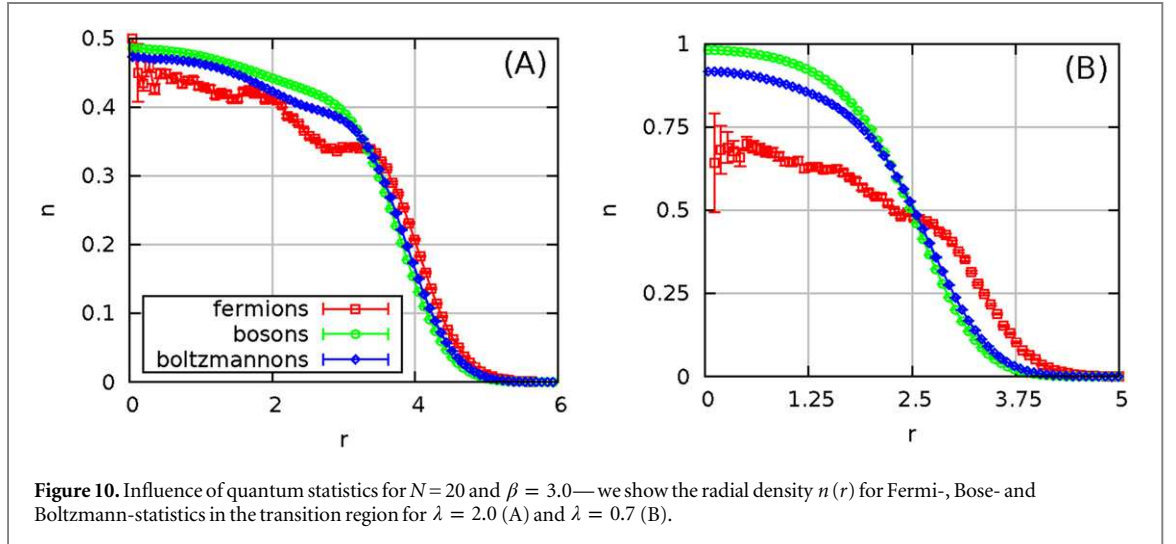 0.5
0.4
0.3
0.2
0.1
0
n
0
2
4
6
r
(A)
fermions
bosons
boltzmannons
1
0.75
0.5
0.25
0
n
0
1.25
2.5
3.75
5
r
(B)
Figure 10. Influence of quantum statistics for N = 20 and β = 3.0—we show the radial density n (r) for Fermi-, Bose- and
Boltzmann-statistics in the transition region for λ = 2.0 (A) and λ = 0.7 (B).